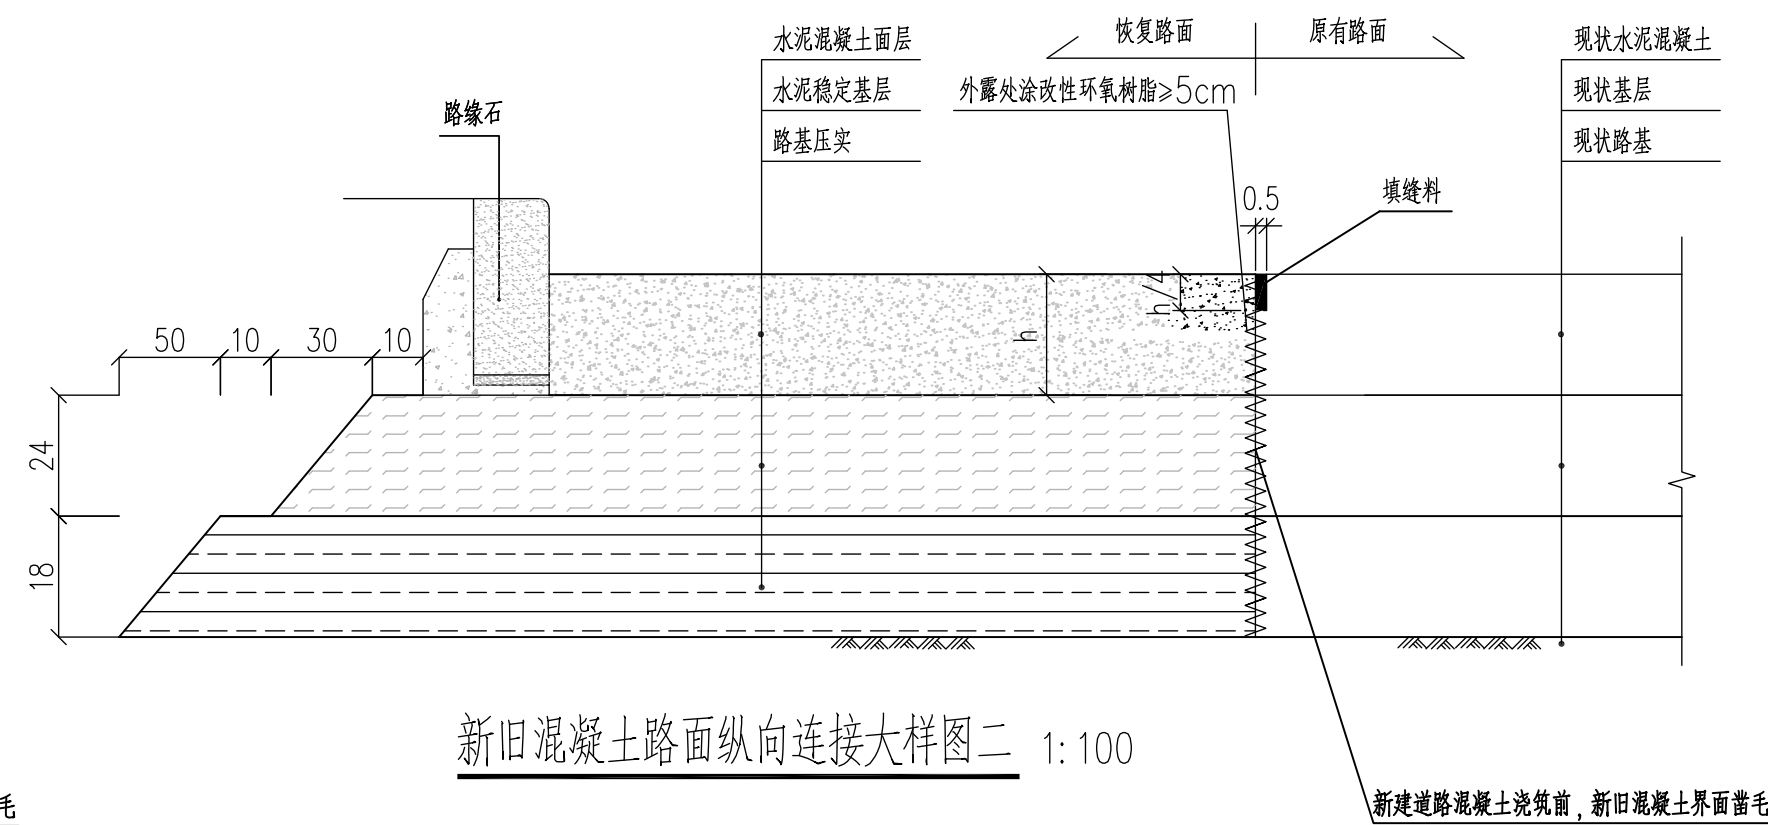 恢复路面
原有路面
水泥混凝土面层
水泥稳定基层
路基压实
外露处涂改性环氧树脂≥5cm
现状水泥混凝土
现状基层
现状路基
路缘石
填缝料
0.5
h/4
h
50
10
30
10
24
18
新旧混凝土路面纵向连接大样图二 1:100
毛
新建道路混凝土浇筑前,新旧混凝土界面凿毛